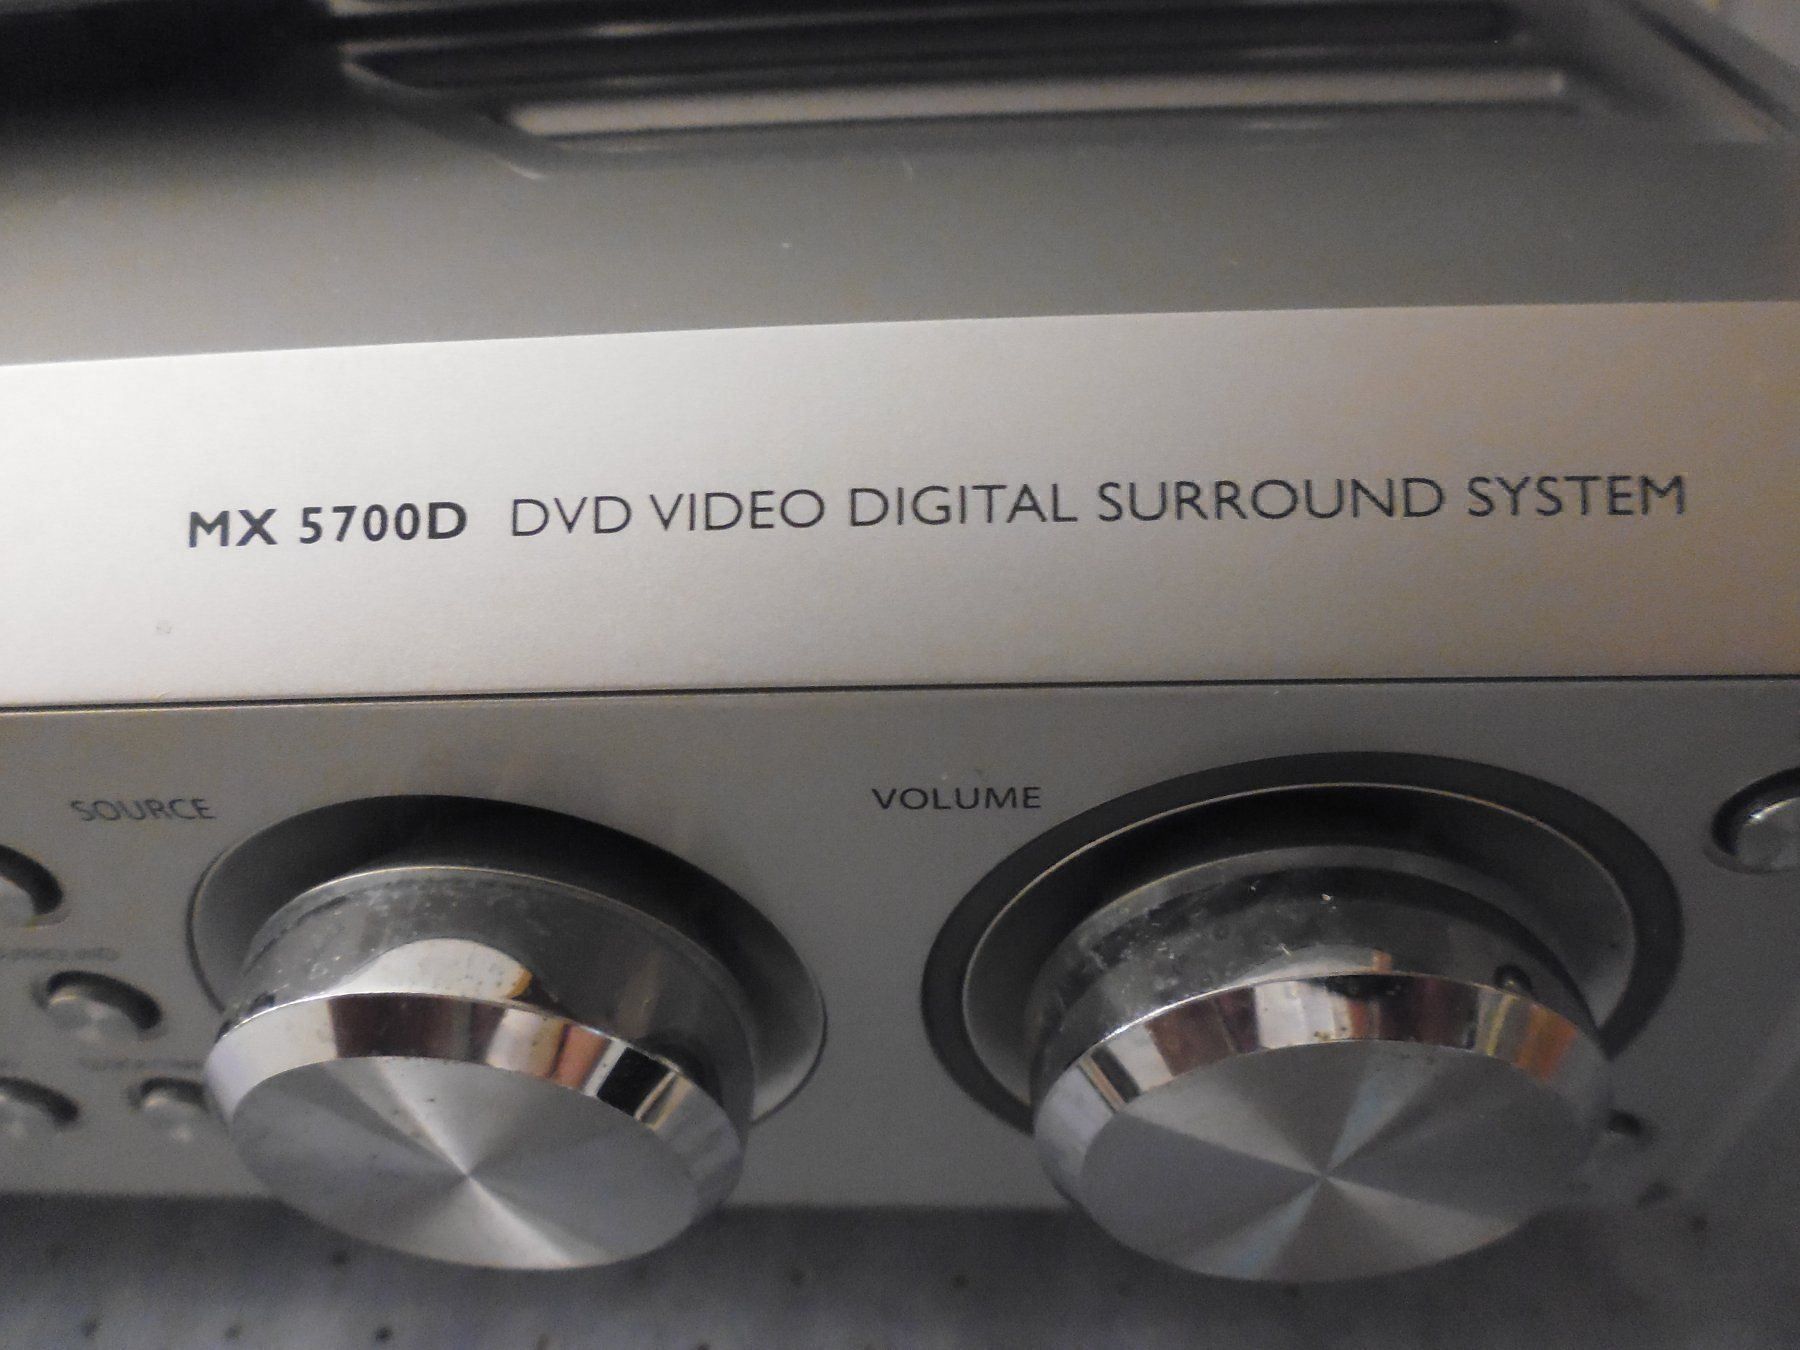 MX 5700D DVD VIDEO DIGITAL SURROUND SYSTEM
SOURCE
VOLUME